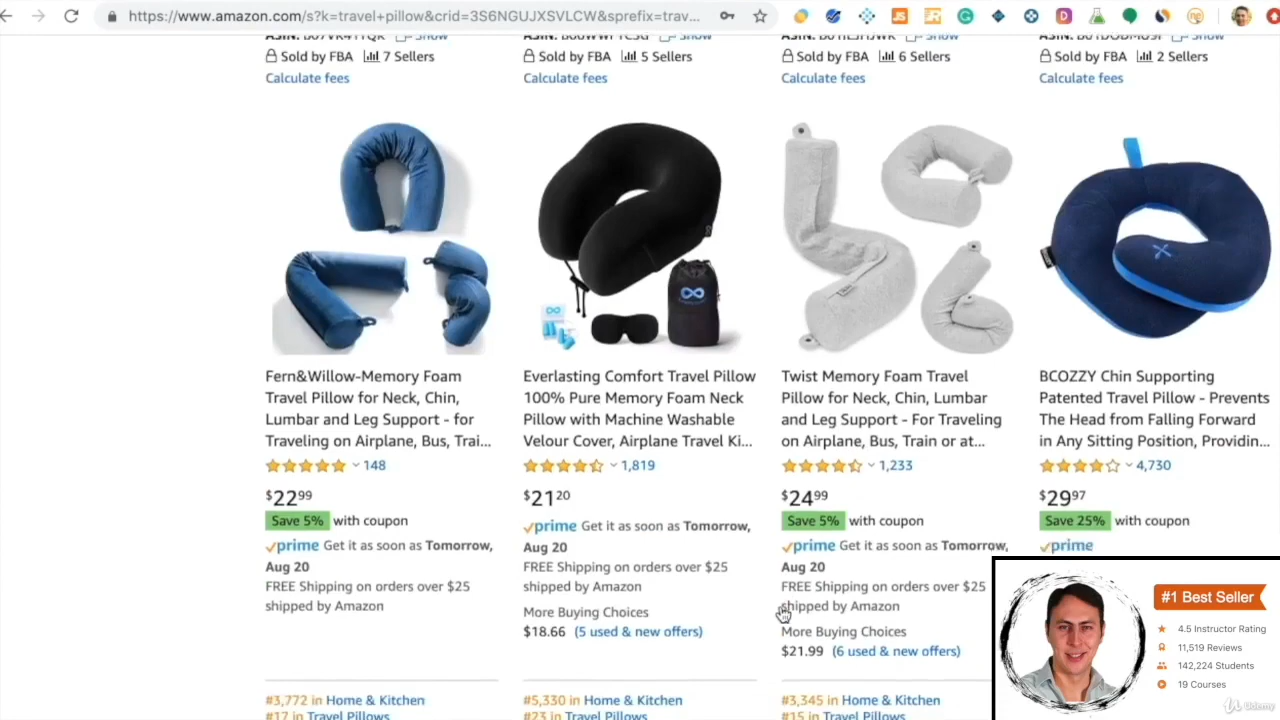 https://www.amazon.com/s?k=travel+pillow&crid=3S6NGUJXSVLCW&sprefix=trav...
Sold by FBA 7 Sellers
Calculate fees
Sold by FBA 5 Sellers
Calculate fees
Sold by FBA 6 Sellers
Calculate fees
Sold by FBA 2 Sellers
Calculate fees
Fern&Willow-Memory Foam
Travel Pillow for Neck, Chin,
Lumbar and Leg Support - for
Traveling on Airplane, Bus, Trai...
148
$22.99
Save 5% with coupon
prime Get it as soon as Tomorrow,
Aug 20
FREE Shipping on orders over $25
shipped by Amazon
#3,772 in Home & Kitchen
#17 in Travel Pillows
Everlasting Comfort Travel Pillow
100% Pure Memory Foam Neck
Pillow with Machine Washable
Velour Cover, Airplane Travel Ki...
1,819
$21.20
prime Get it as soon as Tomorrow,
Aug 20
FREE Shipping on orders over $25
shipped by Amazon
More Buying Choices
$18.66 (5 used & new offers)
#5,330 in Home & Kitchen
#23 in Travel Pillows
Twist Memory Foam Travel
Pillow for Neck, Chin, Lumbar
and Leg Support - For Traveling
on Airplane, Bus, Train or at...
1,233
$24.99
Save 5% with coupon
prime Get it as soon as Tomorrow,
Aug 20
FREE Shipping on orders over $25
shipped by Amazon
More Buying Choices
$21.99 (6 used & new offers)
#3,345 in Home & Kitchen
#15 in Travel Pillows
BCOZZY Chin Supporting
Patented Travel Pillow - Prevents
The Head from Falling Forward
in Any Sitting Position, Providin...
4,730
$29.97
Save 25% with coupon
prime
#1 Best Seller
4.5 Instructor Rating
11,519 Reviews
142,224 Students
19 Courses
Udemy